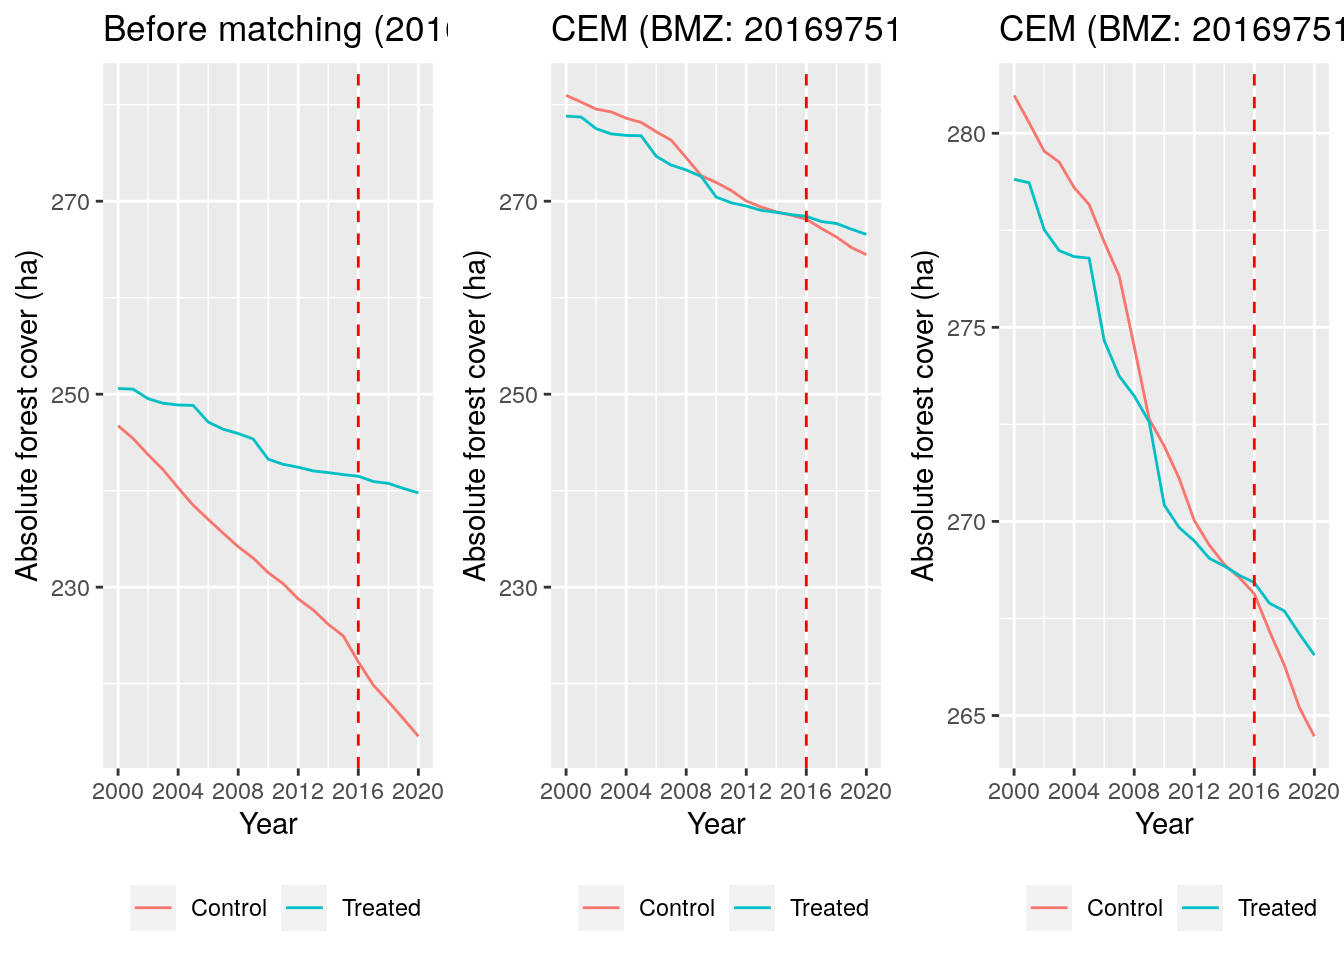 Before matching (201
CEM (BMZ: 20169751
CEM (BMZ: 20169751
Absolute forest cover (ha)
270
250
230
2000 2004 2008 2012 2016 2020
Year
Control Treated
Absolute forest cover (ha)
270
250
230
2000 2004 2008 2012 2016 2020
Year
Control Treated
Absolute forest cover (ha)
280
275
270
265
2000 2004 2008 2012 2016 2020
Year
Control Treated